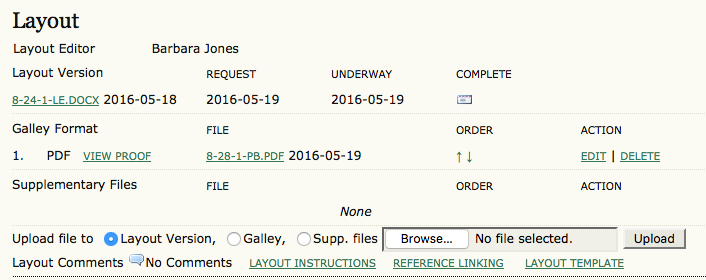 Layout
Layout Editor Barbara Jones
Layout Version REQUEST UNDERWAY COMPLETE
8-24-1-LE.DOCX 2016-05-18 2016-05-19 2016-05-19
Galley Format FILE ORDER ACTION
1. PDF VIEW PROOF 8-28-1-PB.PDF 2016-05-19 ↑ ↓ EDIT | DELETE
Supplementary Files FILE ORDER ACTION
None
Upload file to Layout Version, Galley, Supp. files Browse... No file selected. Upload
Layout Comments No Comments LAYOUT INSTRUCTIONS REFERENCE LINKING LAYOUT TEMPLATE